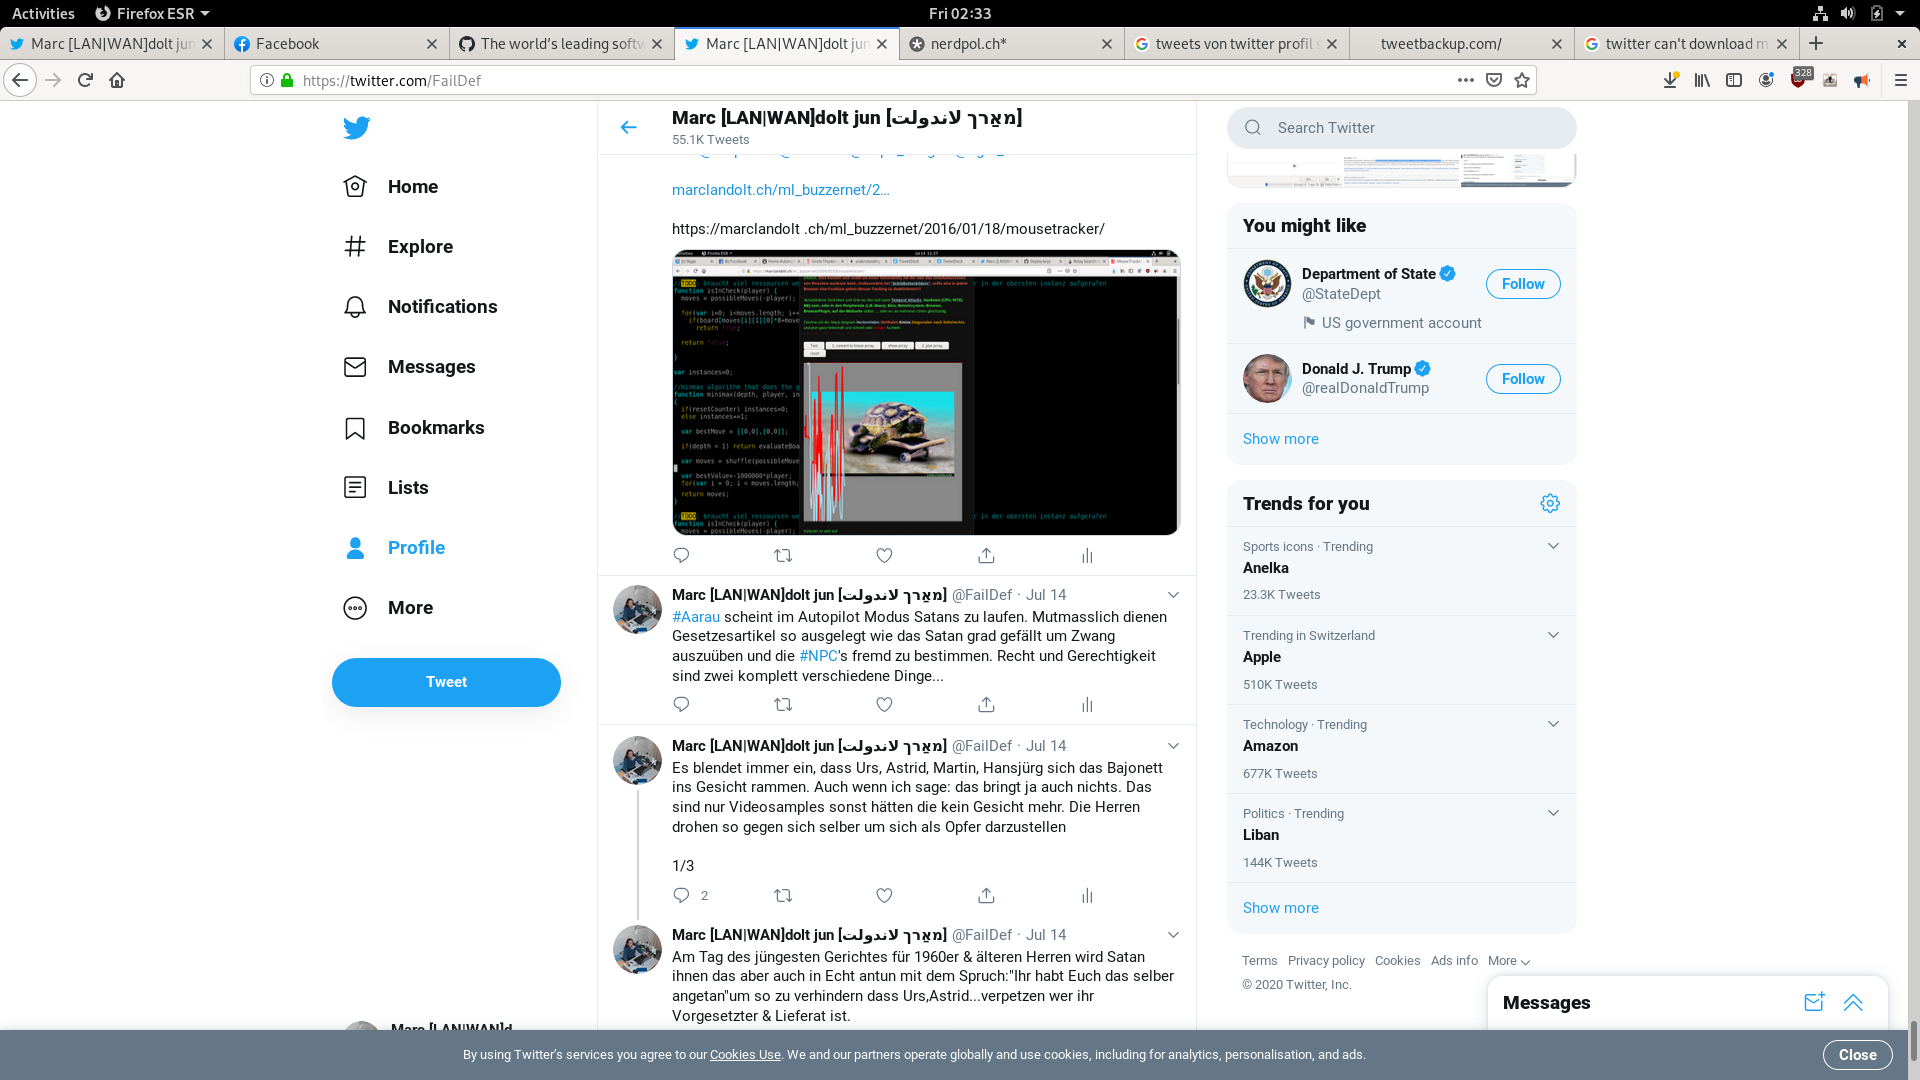 Activities
Firefox ESR
Fri 02:33
Marc [LAN|WAN]dolt jun
Facebook
The world's leading softw
Marc [LAN|WAN]dolt jun
nerdpol.ch*
tweets von twitter profil s
tweetbackup.com/
twitter can't download m
https://twitter.com/FailDef
328
Home
Explore
Notifications
Messages
Bookmarks
Lists
Profile
More
Tweet
Marc [LAN|WAN]dolt jun [מאַרך لاندولت]
55.1K Tweets
marclandolt.ch/ml_buzzernet/2…
https://marclandolt .ch/ml_buzzernet/2016/01/18/mousetracker/
Marc [LAN|WAN]dolt jun [מאַרך لاندولت] @FailDef · Jul 14
#Aarau scheint im Autopilot Modus Satans zu laufen. Mutmasslich dienen
Gesetzesartikel so ausgelegt wie das Satan grad gefällt um Zwang
auszuüben und die #NPC's fremd zu bestimmen. Recht und Gerechtigkeit
sind zwei komplett verschiedene Dinge...
Marc [LAN|WAN]dolt jun [מאַרך لاندولت] @FailDef · Jul 14
Es blendet immer ein, dass Urs, Astrid, Martin, Hansjürg sich das Bajonett
ins Gesicht rammen. Auch wenn ich sage: das bringt ja auch nichts. Das
sind nur Videosamples sonst hätten die kein Gesicht mehr. Die Herren
drohen so gegen sich selber um sich als Opfer darzustellen
1/3
2
Marc [LAN|WAN]dolt jun [מאַרך لاندولت] @FailDef · Jul 14
Am Tag des jüngesten Gerichtes für 1960er & älteren Herren wird Satan
ihnen das aber auch in Echt antun mit dem Spruch:"Ihr habt Euch das selber
angetan"um so zu verhindern dass Urs,Astrid...verpetzen wer ihr
Vorgesetzter & Lieferat ist.
Search Twitter
You might like
Department of State
@StateDept
US government account
Follow
Donald J. Trump
@realDonaldTrump
Follow
Show more
Trends for you
Sports icons · Trending
Anelka
23.3K Tweets
Trending in Switzerland
Apple
510K Tweets
Technology · Trending
Amazon
677K Tweets
Politics · Trending
Liban
144K Tweets
Show more
Terms Privacy policy Cookies Ads info More
© 2020 Twitter, Inc.
Messages
Marc [LAN|WAN]d
By using Twitter's services you agree to our Cookies Use. We and our partners operate globally and use cookies, including for analytics, personalisation, and ads.
Close